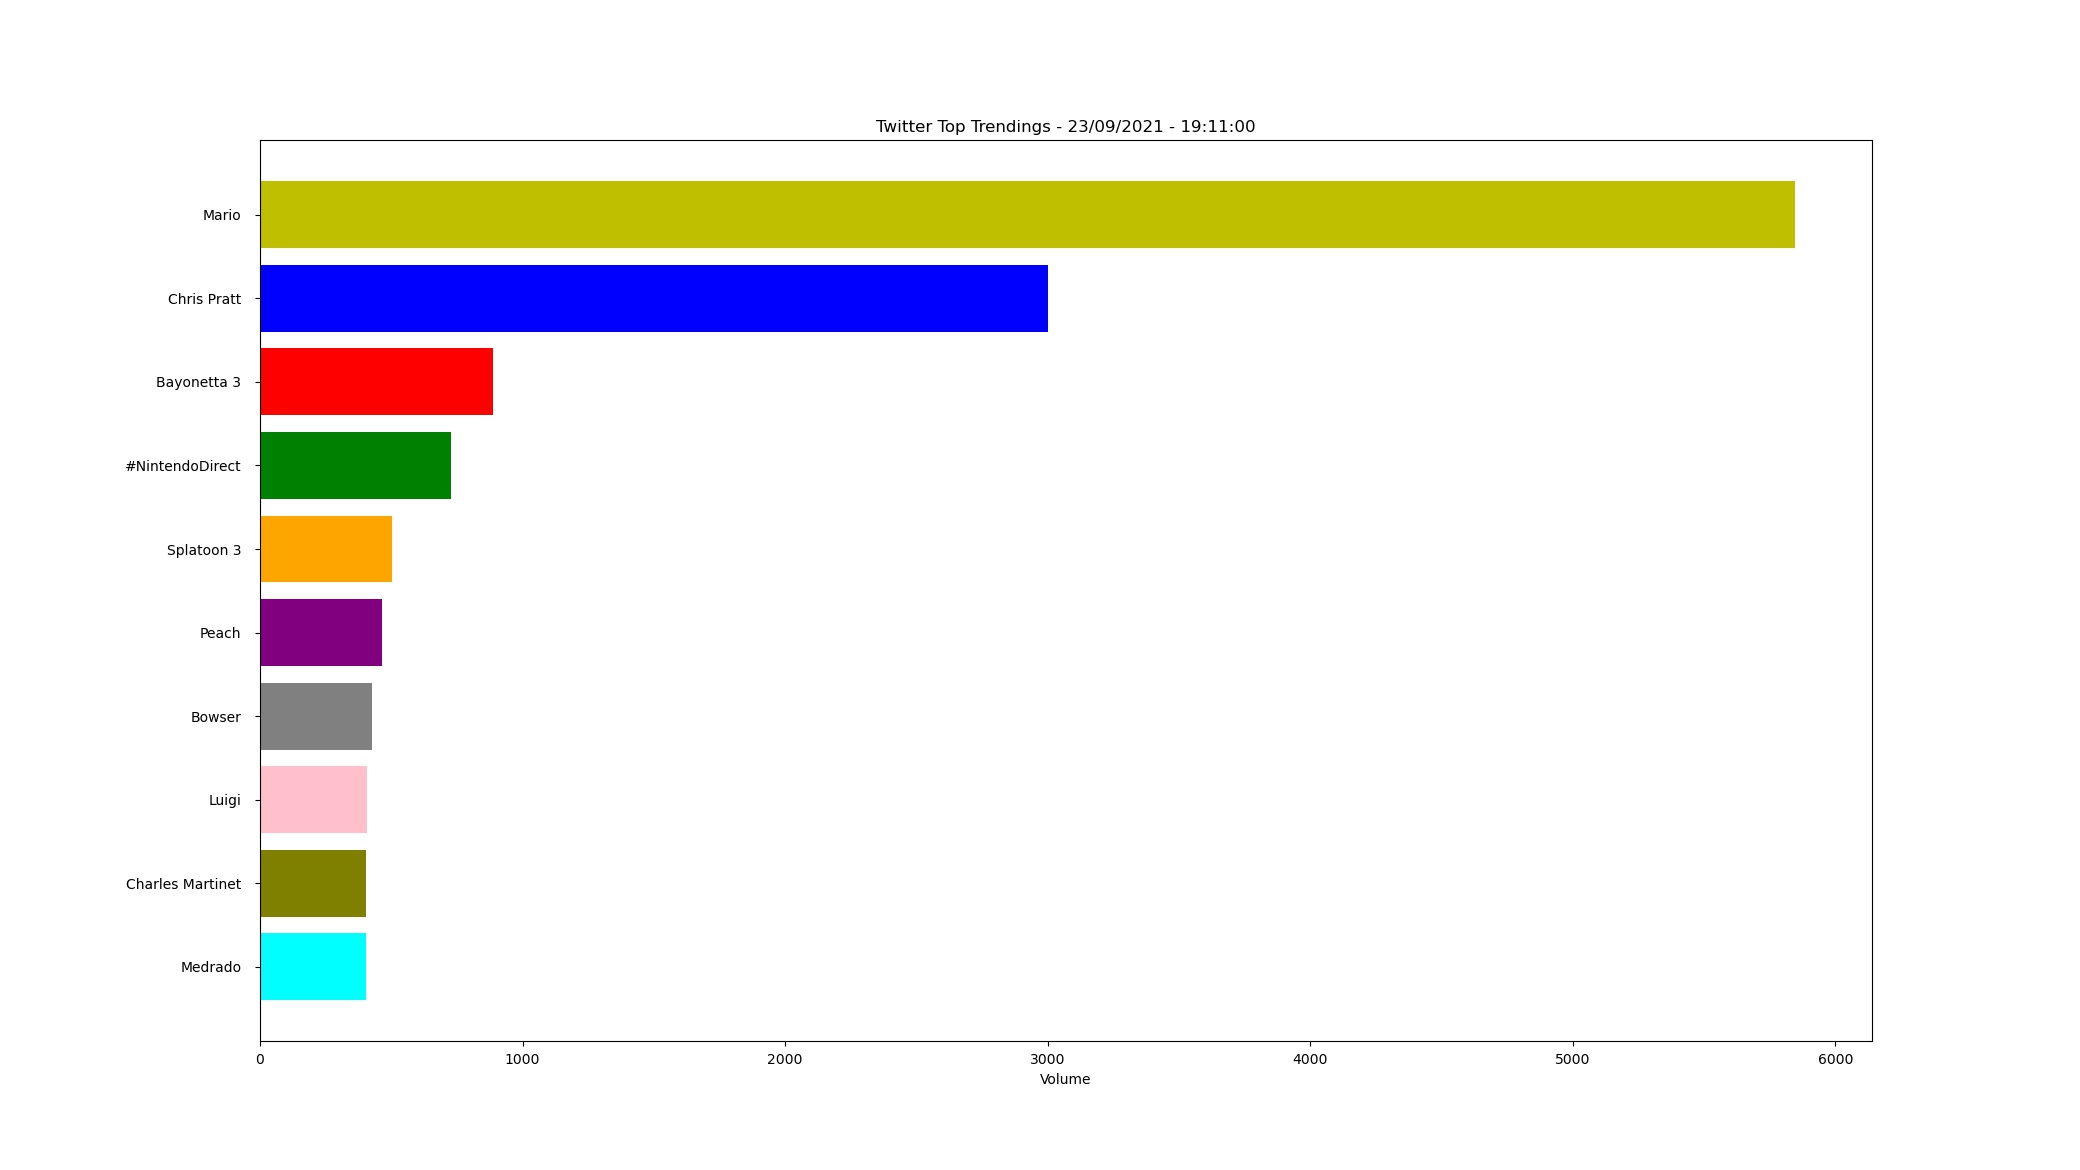 Twitter Top Trendings - 23/09/2021 - 19:11:00
Mario
Chris Pratt
Bayonetta 3
#NintendoDirect
Splatoon 3
Peach
Bowser
Luigi
Charles Martinet
Medrado
0 1000 2000 3000 4000 5000 6000
Volume